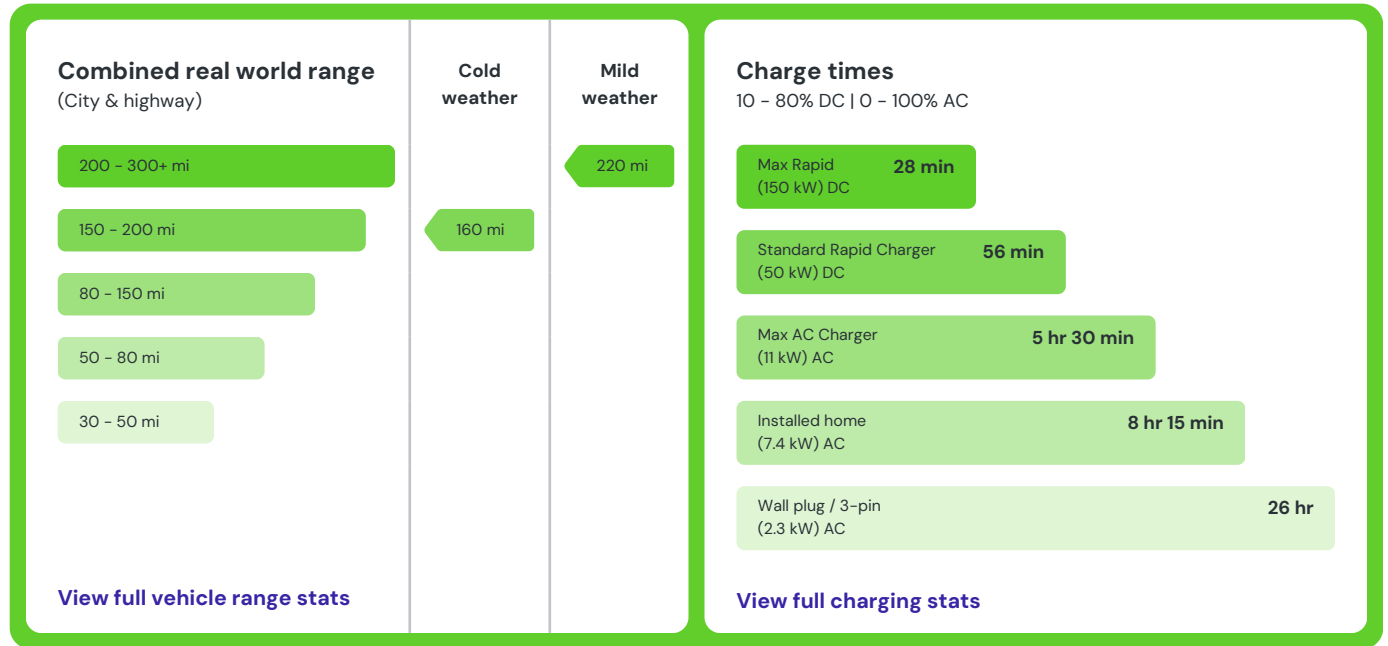 Combined real world range
(City & highway)
Cold
weather
Mild
weather
200 - 300+ mi
220 mi
150 - 200 mi
160 mi
80 - 150 mi
50 - 80 mi
30 - 50 mi
View full vehicle range stats
Charge times
10 - 80% DC | 0 - 100% AC
Max Rapid
(150 kW) DC
28 min
Standard Rapid Charger
(50 kW) DC
56 min
Max AC Charger
(11 kW) AC
5 hr 30 min
Installed home
(7.4 kW) AC
8 hr 15 min
Wall plug / 3-pin
(2.3 kW) AC
26 hr
View full charging stats